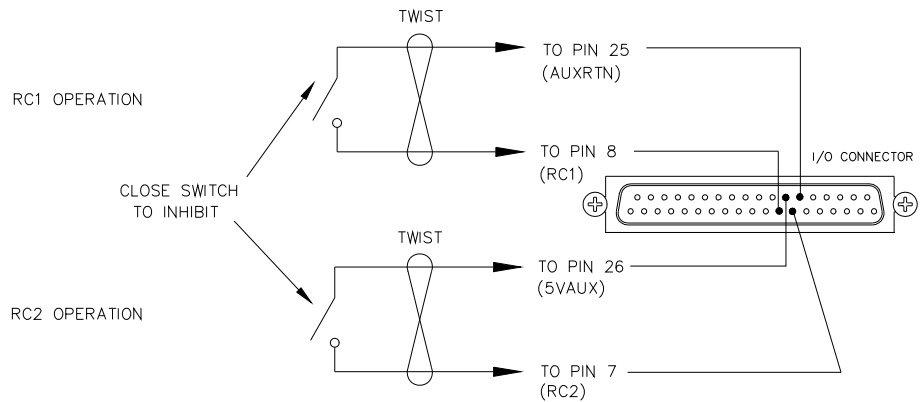 TWIST
TO PIN 25
(AUXRTN)
RC1 OPERATION
TO PIN 8
(RC1)
I/O CONNECTOR
CLOSE SWITCH
TO INHIBIT
TWIST
TO PIN 26
(5VAUX)
RC2 OPERATION
TO PIN 7
(RC2)